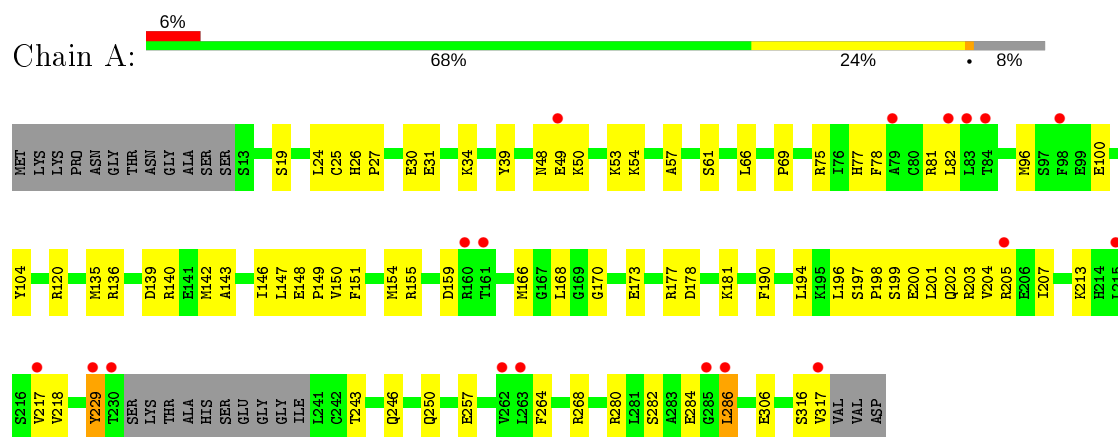 6%
Chain A:
68% 24% • 8%
MET LYS LYS PRO ASN GLY THR ASN GLY ALA SER SER S13 S19 L24 C25 H26 P27 E30 E31 K34 Y39 N48 E49 K50 K53 K54 A57 S61 L66 P69 R75 I76 H77 F78 A79 C80 R81 L82 L83 T84 M96 S97 F98 E99 E100
Y104 R120 M135 R136 D139 R140 E141 M142 A143 I146 L147 E148 P149 V150 F151 M154 R155 D159 R160 T161 M166 G167 L168 G169 G170 E173 R177 D178 K181 F190 L194 K195 L196 S197 P198 S199 E200 L201 Q202 R203 V204 R205 E206 I207 K213 H214 L215
S216 V217 V218 Y229 T230 SER LYS THR ALA HIS SER GLU GLY GLY ILE L241 C242 T243 Q246 Q250 E257 V262 L263 F264 R268 R280 L281 S282 A283 E284 G285 L286 E306 S316 V317 VAL VAL ASP